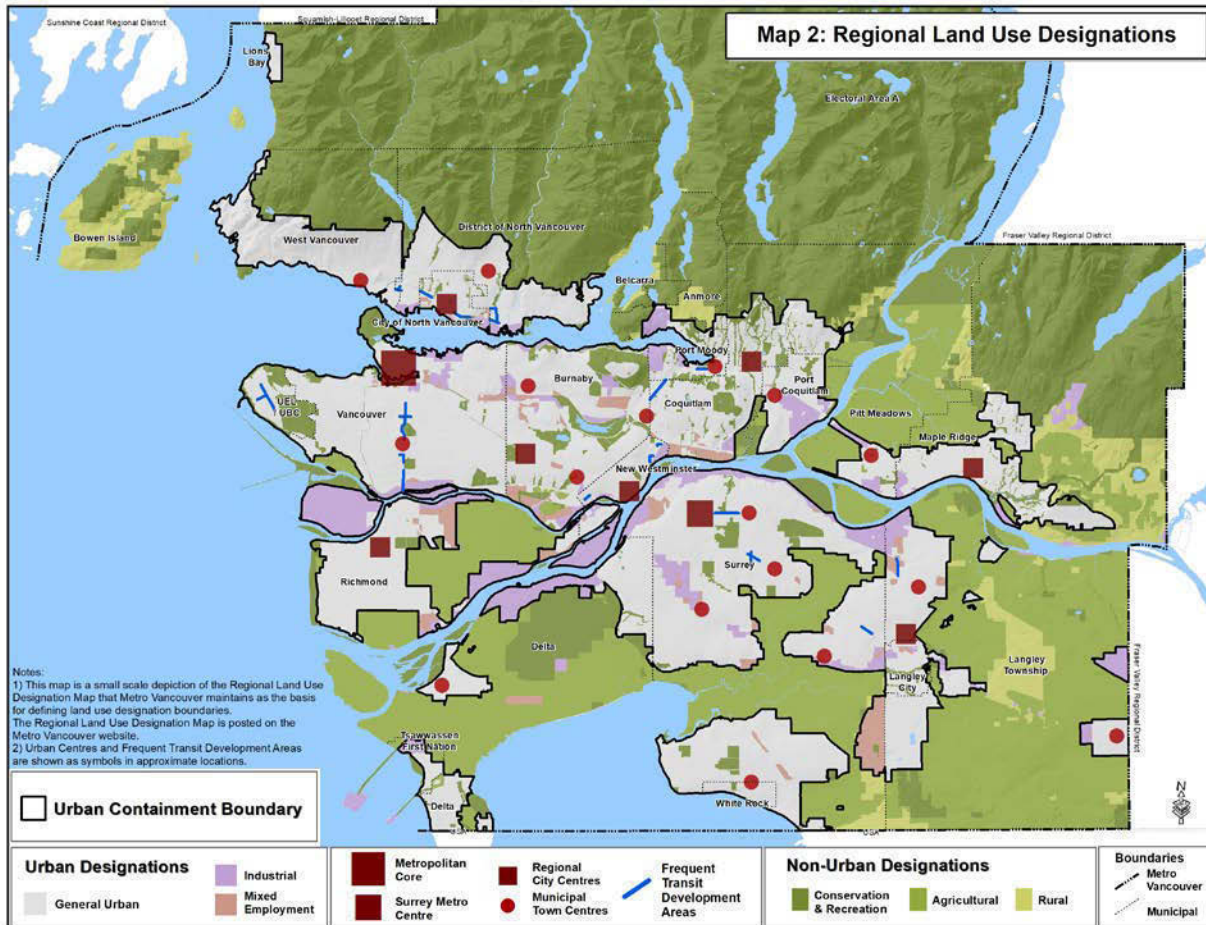 Map 2: Regional Land Use Designations
Sunshine Coast Regional District
Squamish-Lillooet Regional District
Lions
Bay
Electoral Area A
Bowen Island
Fraser Valley Regional District
West Vancouver
District of North Vancouver
Belcarra
Anmore
City of North Vancouver
Port Moody
Burnaby
Port
Coquitlam
Coquitlam
UEL
UBC
Vancouver
Pitt Meadows
Maple Ridge
New Westminster
Richmond
Surrey
Delta
Langley
Township
Langley
City
Fraser Valley Regional District
Tsawwassen
First Nation
Delta
White Rock
USA
USA
N
Notes:
1) This map is a small scale depiction of the Regional Land Use
Designation Map that Metro Vancouver maintains as the basis
for defining land use designation boundaries.
The Regional Land Use Designation Map is posted on the
Metro Vancouver website.
2) Urban Centres and Frequent Transit Development Areas
are shown as symbols in approximate locations.
Urban Containment Boundary
Urban Designations
General Urban
Industrial
Mixed
Employment
Metropolitan
Core
Surrey Metro
Centre
Regional
City Centres
Municipal
Town Centres
Frequent
Transit
Development
Areas
Non-Urban Designations
Conservation
& Recreation
Agricultural
Rural
Boundaries
Metro
Vancouver
Municipal